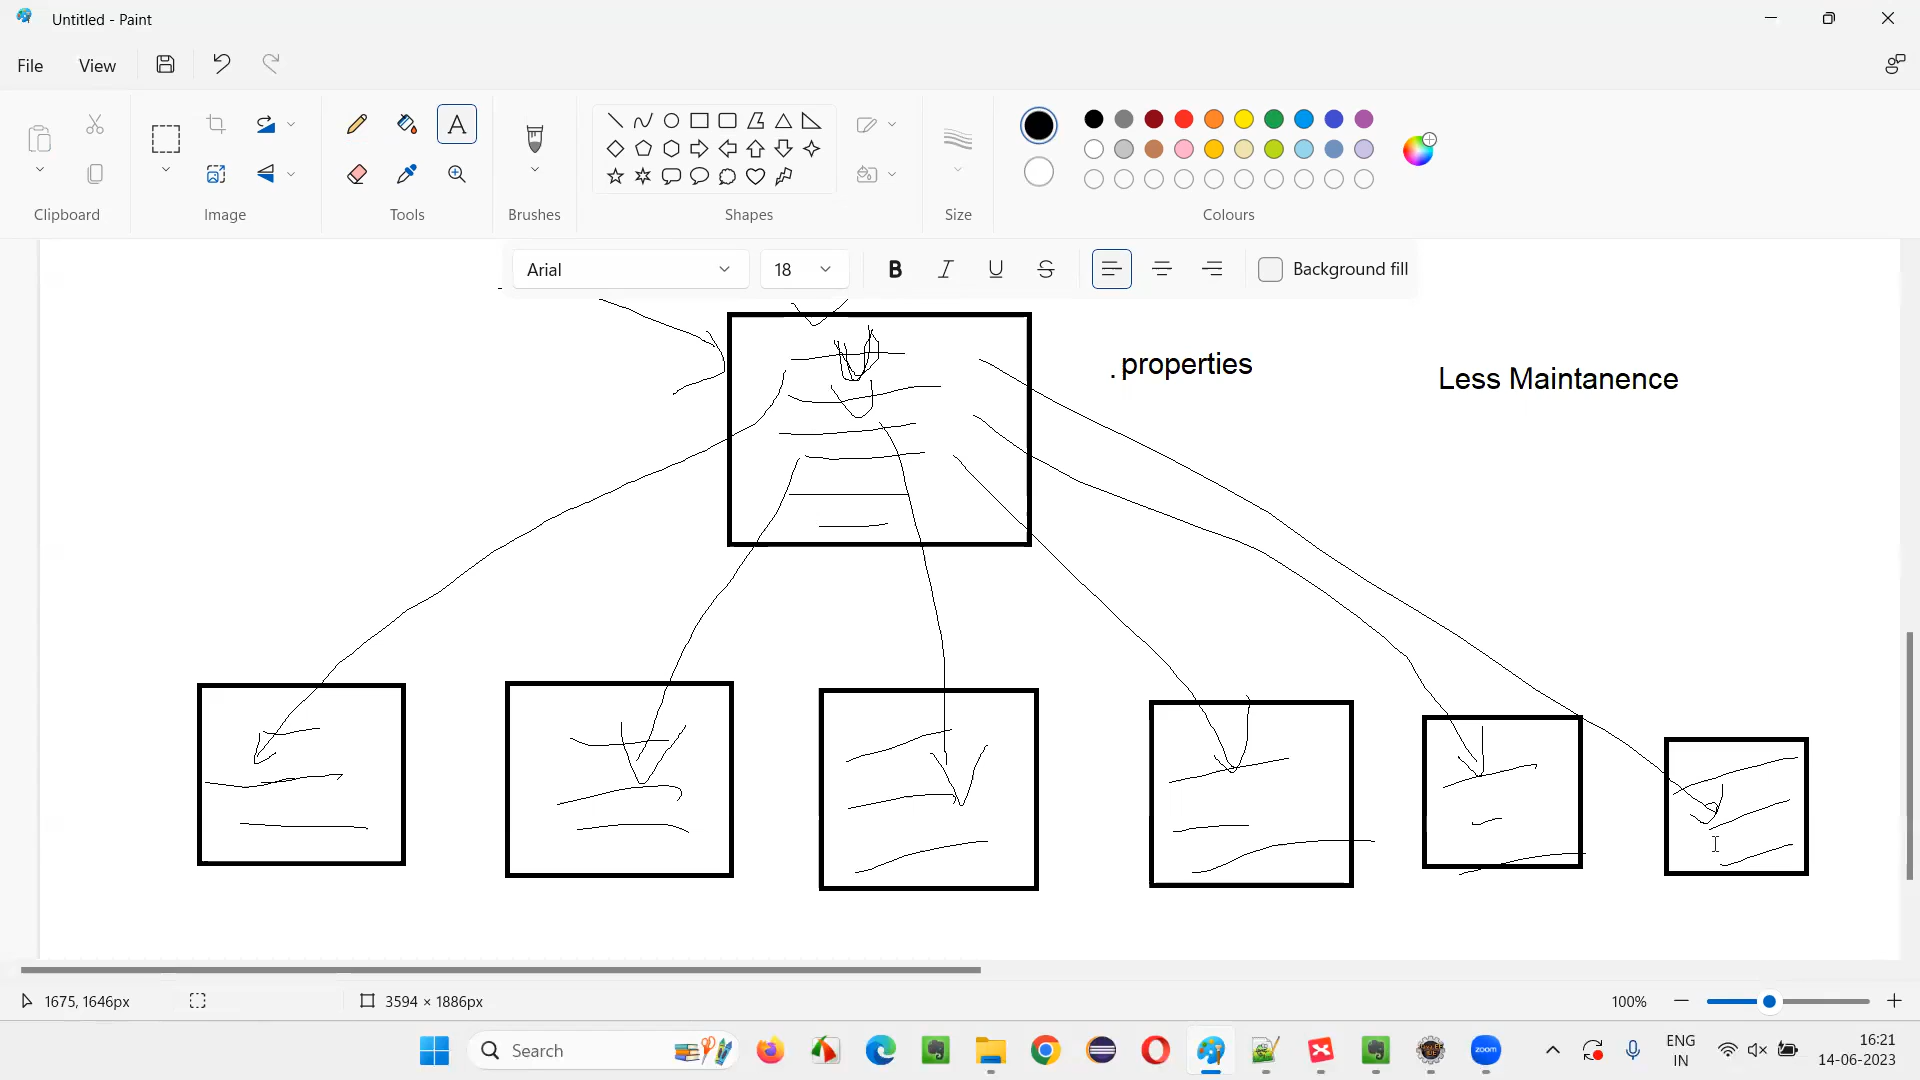 Untitled - Paint
File
View
Clipboard
Image
Tools
Brushes
Shapes
Size
Colours
A
Arial
18
B
I
U
S
Background fill
.properties
Less Maintanence
1675, 1646px
3594 × 1886px
100%
Search
zoom
ENG
IN
16:21
14-06-2023